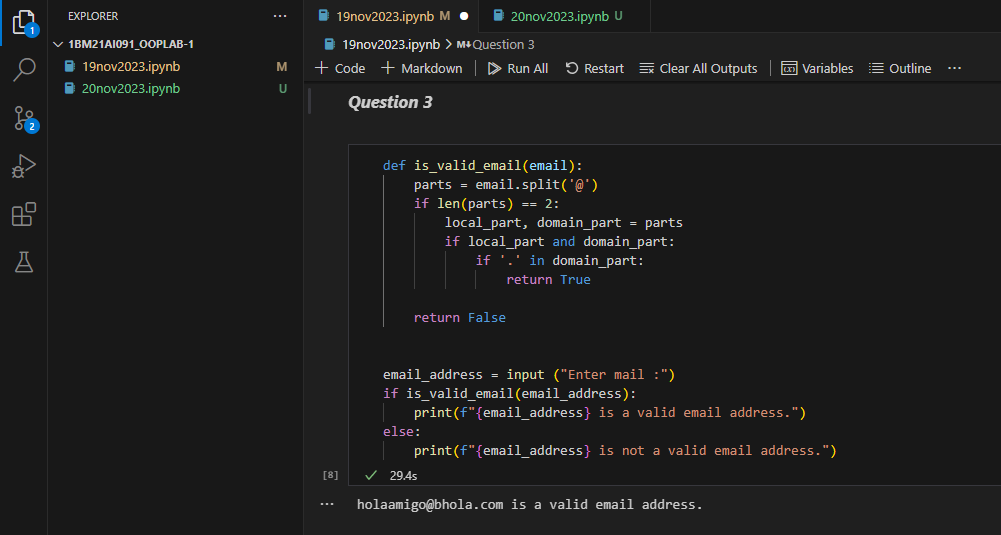 EXPLORER
1BM21AI091_OOPLAB-1
19nov2023.ipynb M
20nov2023.ipynb U
1
2
19nov2023.ipynb M
20nov2023.ipynb U
19nov2023.ipynb > M↓Question 3
+ Code + Markdown | Run All Restart Clear All Outputs | Variables Outline ...
Question 3
def is_valid_email(email):
    parts = email.split('@')
    if len(parts) == 2:
        local_part, domain_part = parts
        if local_part and domain_part:
            if '.' in domain_part:
                return True
    return False
email_address = input ("Enter mail :")
if is_valid_email(email_address):
    print(f"{email_address} is a valid email address.")
else:
    print(f"{email_address} is not a valid email address.")
[8] ✓ 29.4s
... holaamigo@bhola.com is a valid email address.